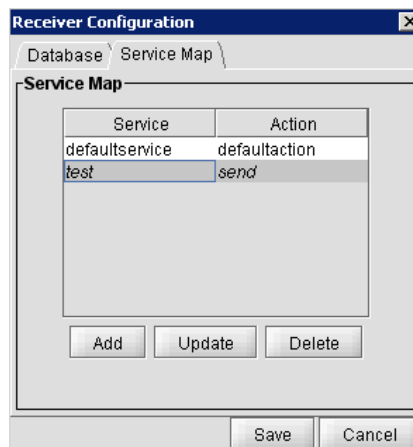 Receiver Configuration
Database Service Map
Service Map
Service Action
defaultservice defaultaction
test send
Add Update Delete
Save Cancel